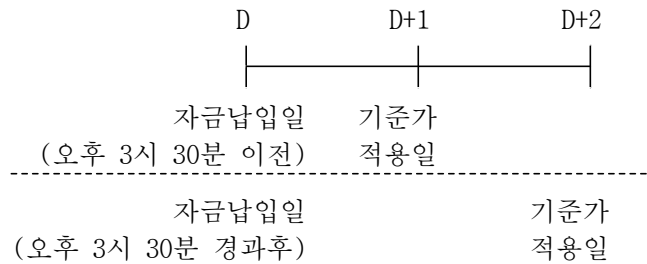 D D+1 D+2
자금납입일 기준가
(오후 3시 30분 이전) 적용일
자금납입일 기준가
(오후 3시 30분 경과후) 적용일